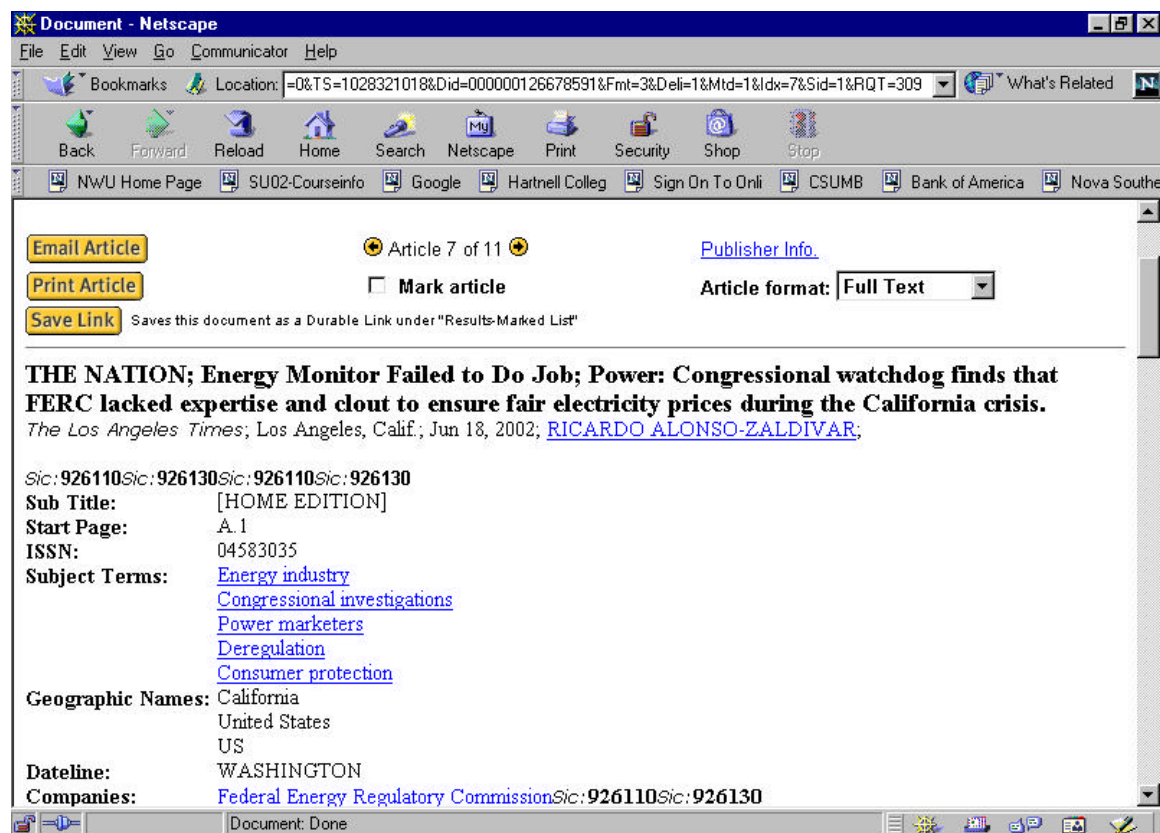 Document - Netscape
File Edit View Go Communicator Help
Bookmarks Location: =0&TS=1028321018&Did=000000126678591&Fmt=3&Deli=1&Mtd=1&Idx=7&Sid=1&RQT=309 What's Related N
Back Forward Reload Home Search Netscape Print Security Shop Stop
NWU Home Page SU02-Courseinfo Google Hartnell Colleg Sign On To Onli CSUMB Bank of America Nova Southe
Email Article Article 7 of 11 Publisher Info.
Print Article Mark article Article format: Full Text
Save Link Saves this document as a Durable Link under "Results-Marked List"
THE NATION; Energy Monitor Failed to Do Job; Power: Congressional watchdog finds that
FERC lacked expertise and clout to ensure fair electricity prices during the California crisis.
The Los Angeles Times; Los Angeles, Calif.; Jun 18, 2002; RICARDO ALONSO-ZALDIVAR;
Sic:926110Sic:926130Sic:926110Sic:926130
Sub Title: [HOME EDITION]
Start Page: A.1
ISSN: 04583035
Subject Terms: Energy industry
Congressional investigations
Power marketers
Deregulation
Consumer protection
Geographic Names: California
United States
US
Dateline: WASHINGTON
Companies: Federal Energy Regulatory CommissionSic:926110Sic:926130
Document: Done